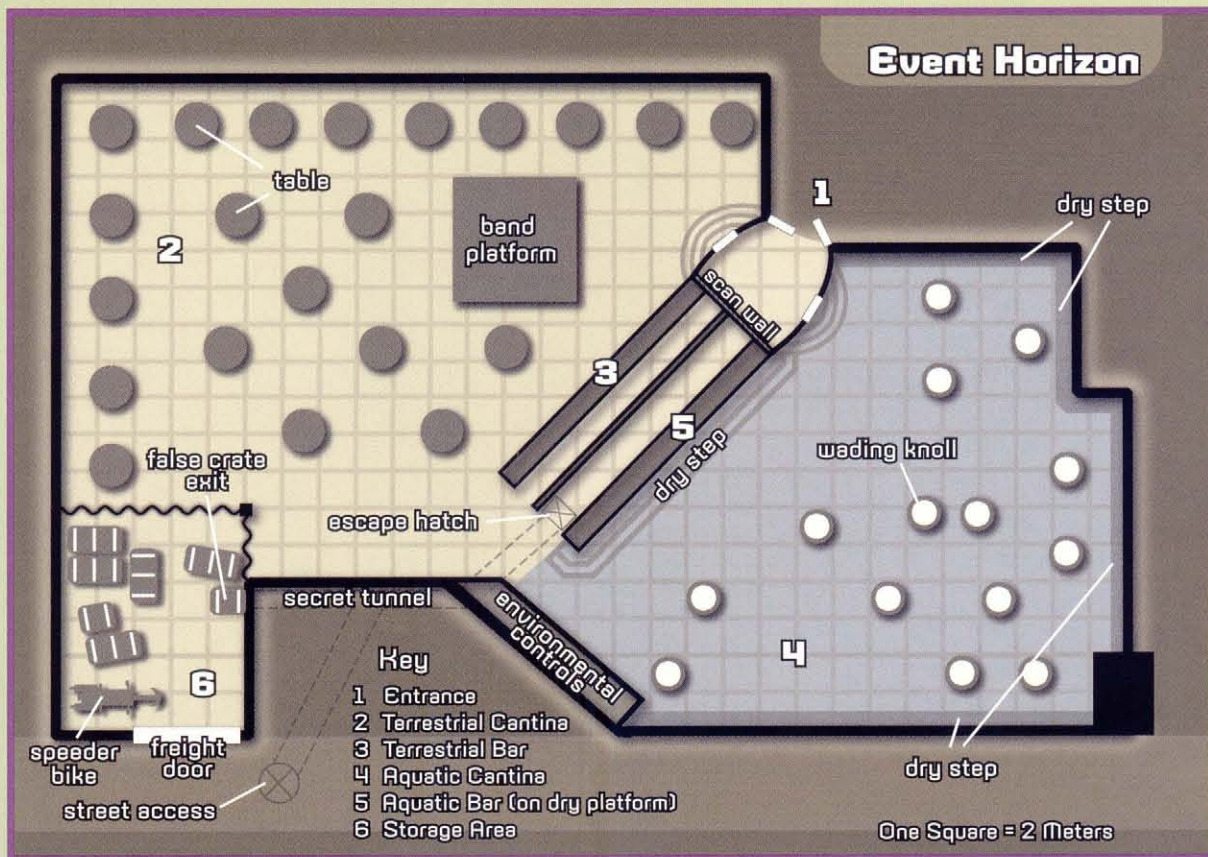 Event Horizon
1
dry step
table
2
band
platform
scan wall
3
5
dry step
wading knoll
false crate
exit
escape hatch
secret tunnel
environmental
controls
4
6
speeder
bike
freight
door
street access
dry step
Key
1 Entrance
2 Terrestrial Cantina
3 Terrestrial Bar
4 Aquatic Cantina
5 Aquatic Bar (on dry platform)
6 Storage Area
One Square = 2 Meters